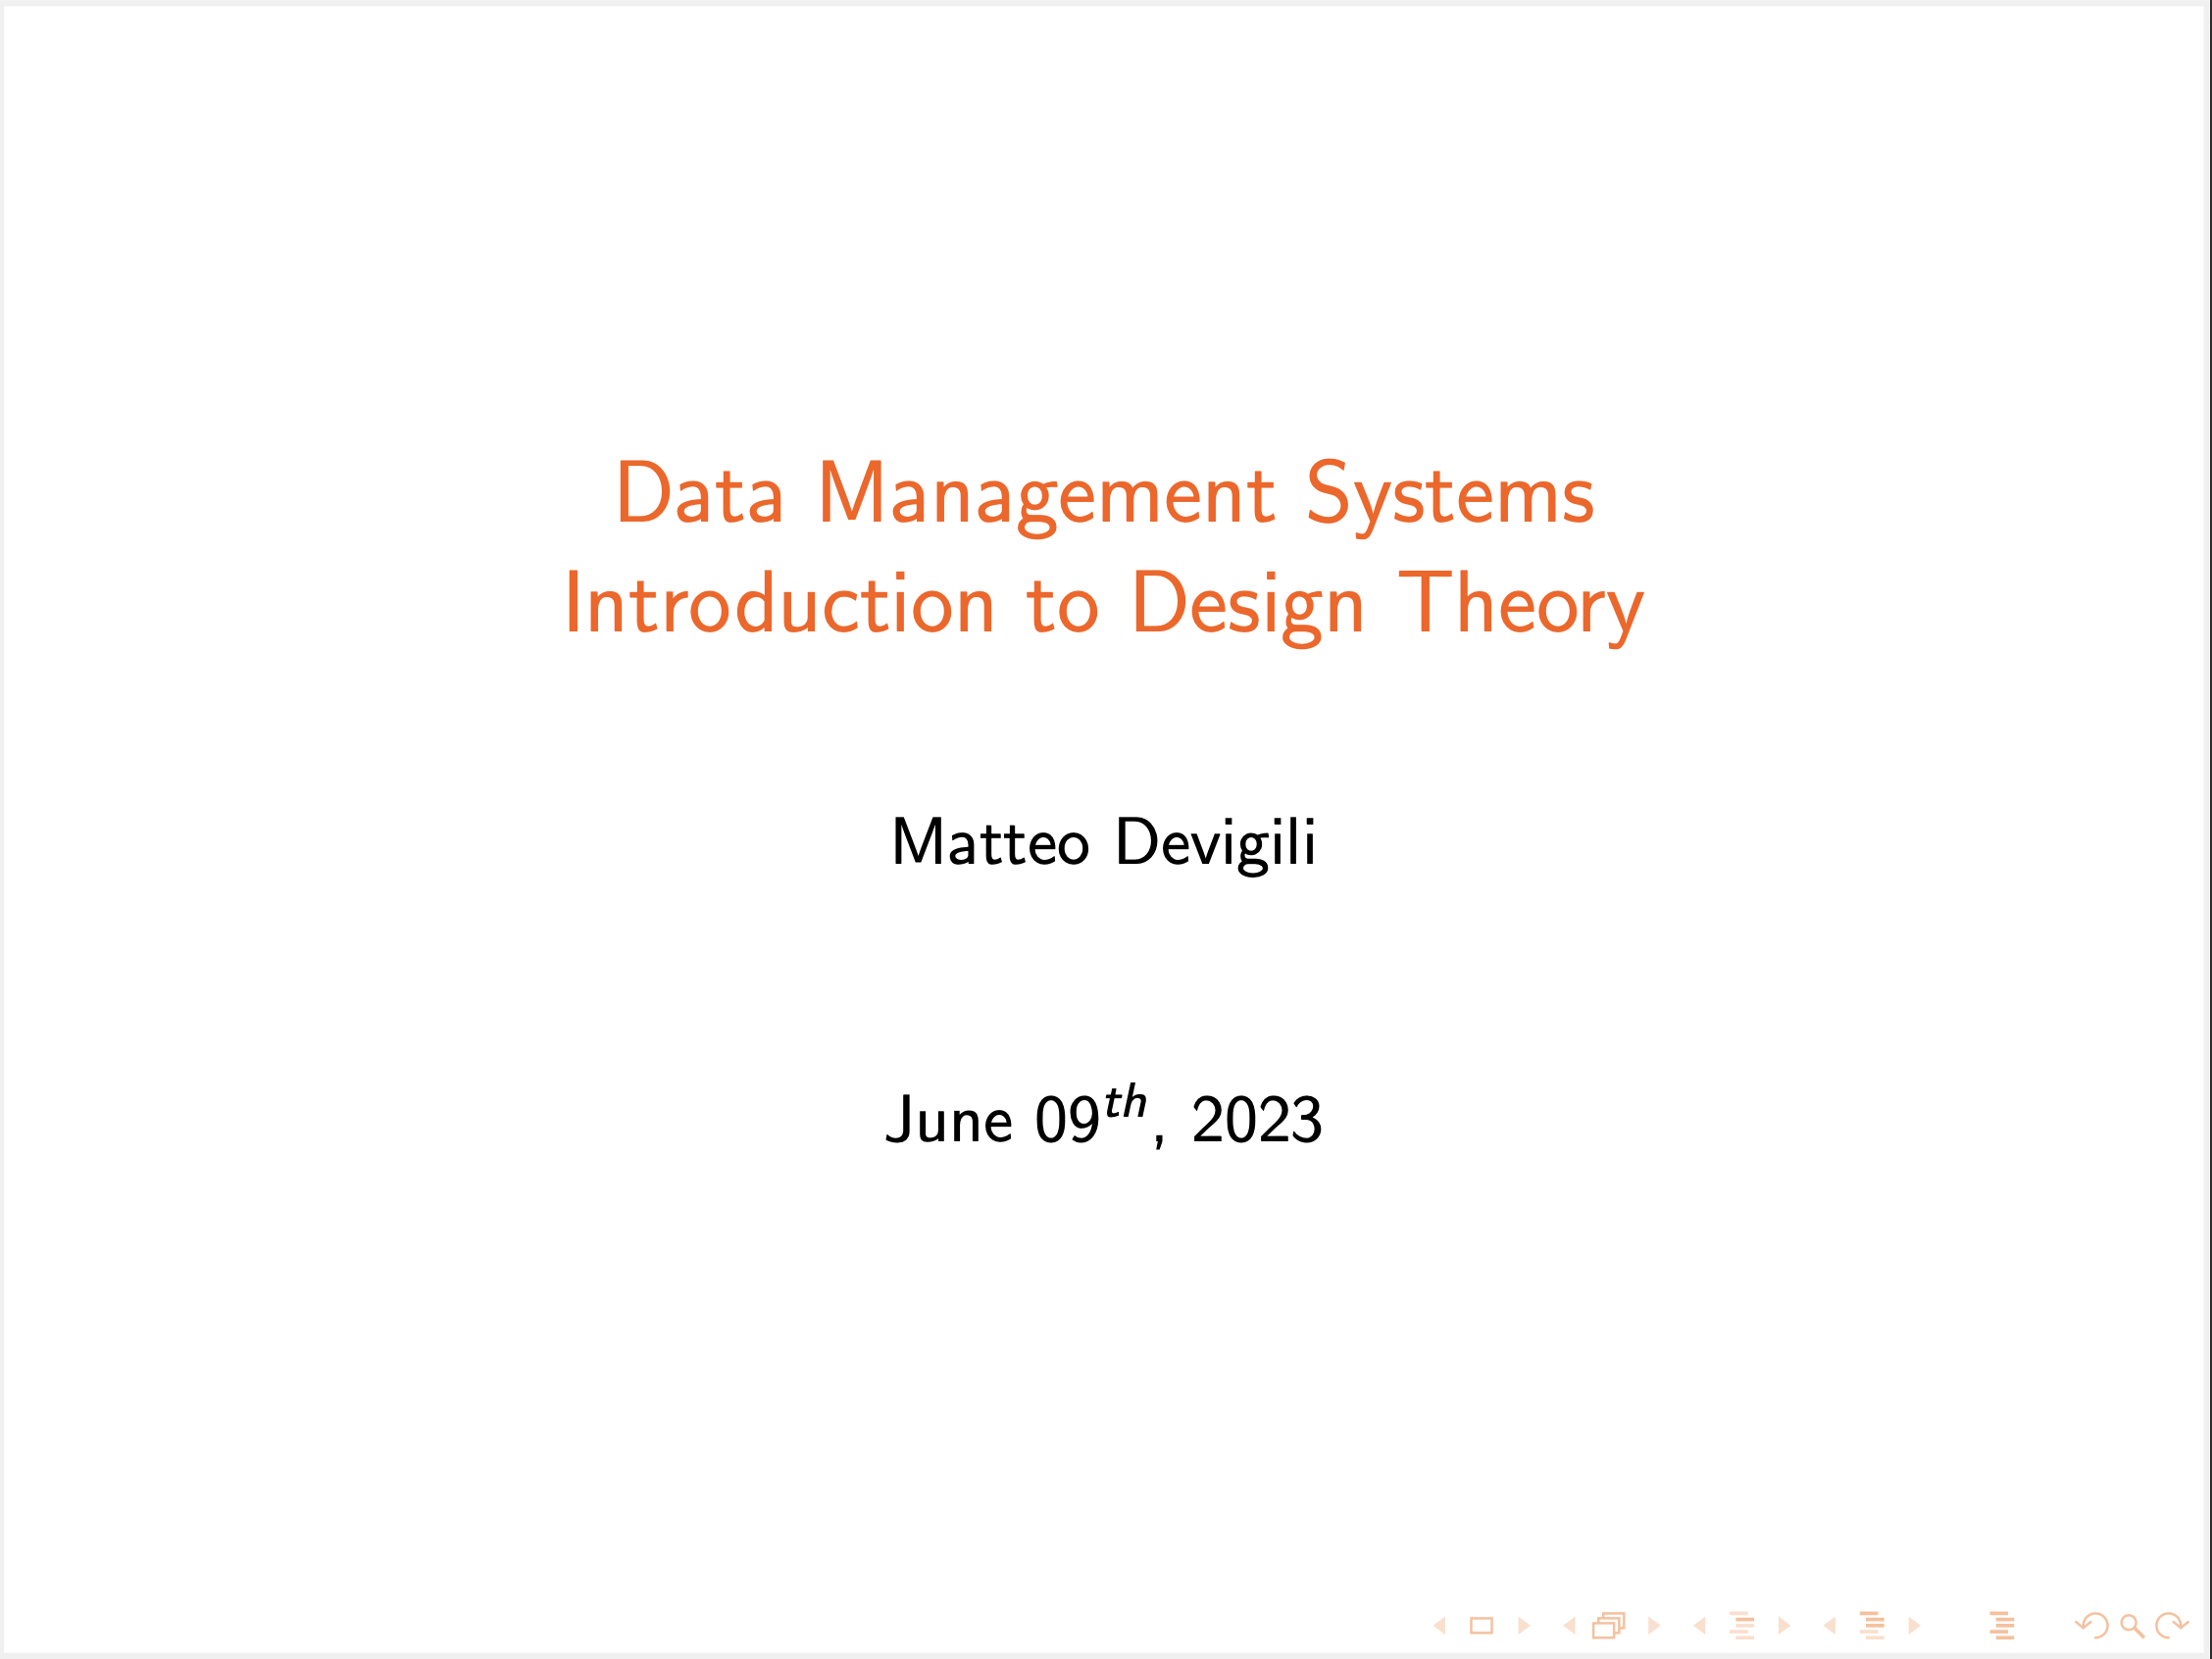 Data Management Systems
Introduction to Design Theory
Matteo Devigili
June 09th, 2023